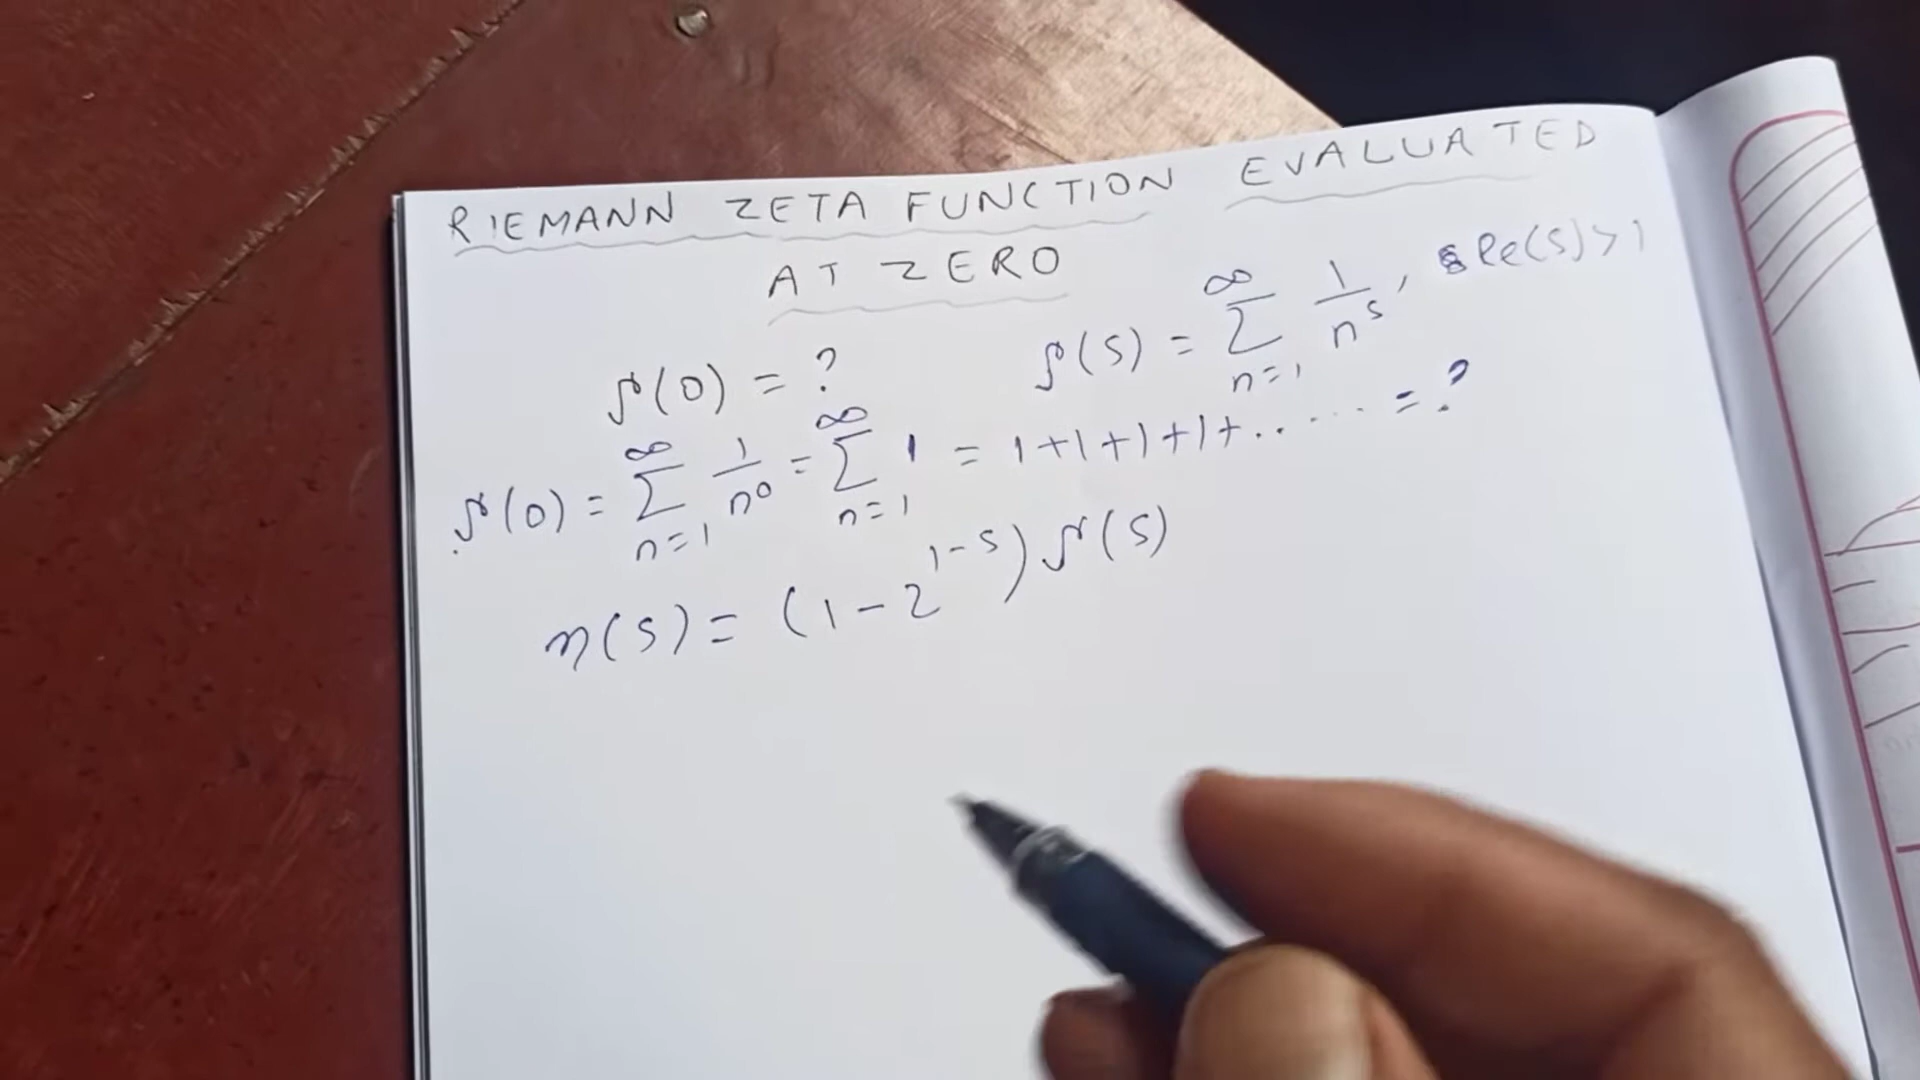 RIEMANN ZETA FUNCTION EVALUATED
AT ZERO
ζ(0) = ?
ζ(s) = ∑_{n=1}^{∞} 1/n^s, Re(s)>1
ζ(0) = ∑_{n=1}^{∞} 1/n^0 = ∑_{n=1}^{∞} 1 = 1+1+1+1+........ = ?
η(s) = (1-2^{1-s}) ζ(s)